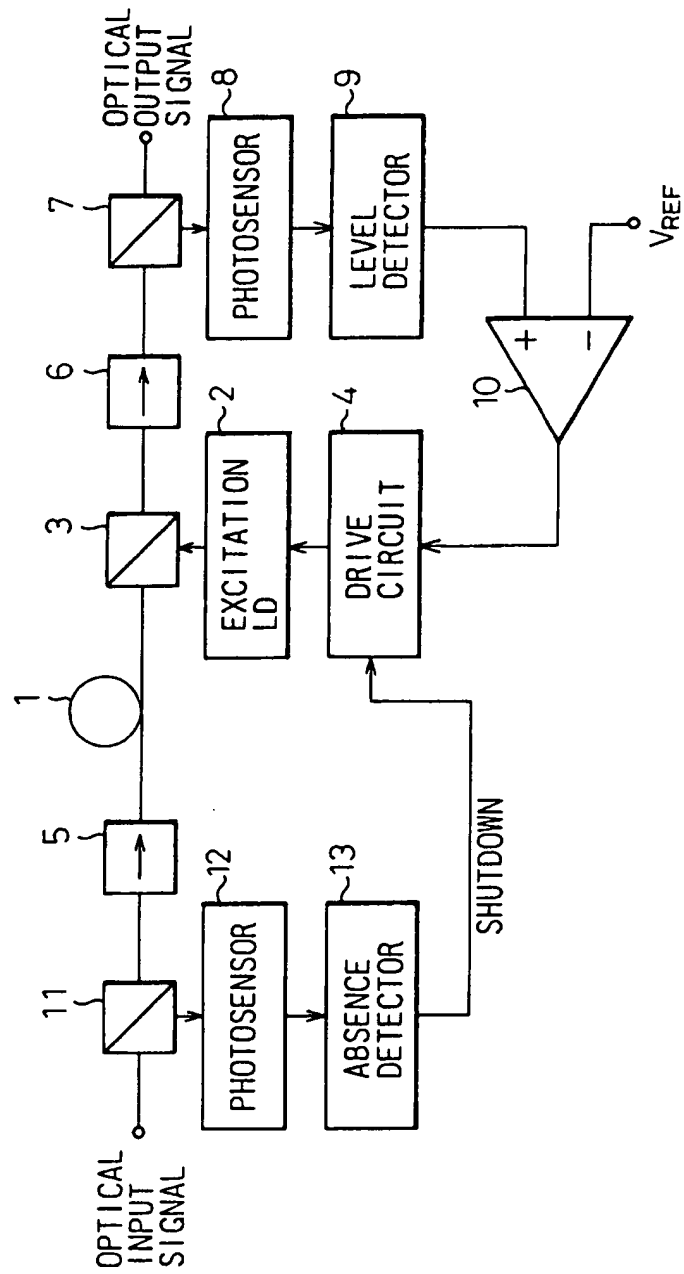 OPTICAL
INPUT
SIGNAL
11
5
1
3
6
7
OPTICAL
OUTPUT
SIGNAL
12
PHOTOSENSOR
2
EXCITATION
LD
8
PHOTOSENSOR
13
ABSENCE
DETECTOR
4
DRIVE
CIRCUIT
9
LEVEL
DETECTOR
SHUTDOWN
10
+
−
VREF